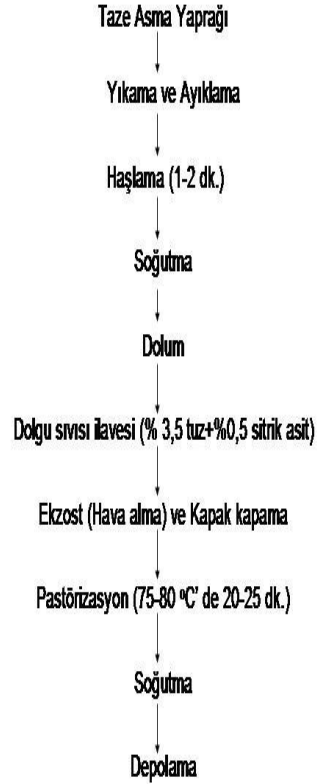 Taze Asma Yaprağı
Yıkama ve Ayıklama
Haşlama (1-2 dk.)
Soğutma
Dolum
Dolgu sıvısı ilavesi (% 3,5 tuz+%0,5 sitrik asit)
Ekzost (Hava alma) ve Kapak kapama
Pastörizasyon (75-80 ºC' de 20-25 dk.)
Soğutma
Depolama